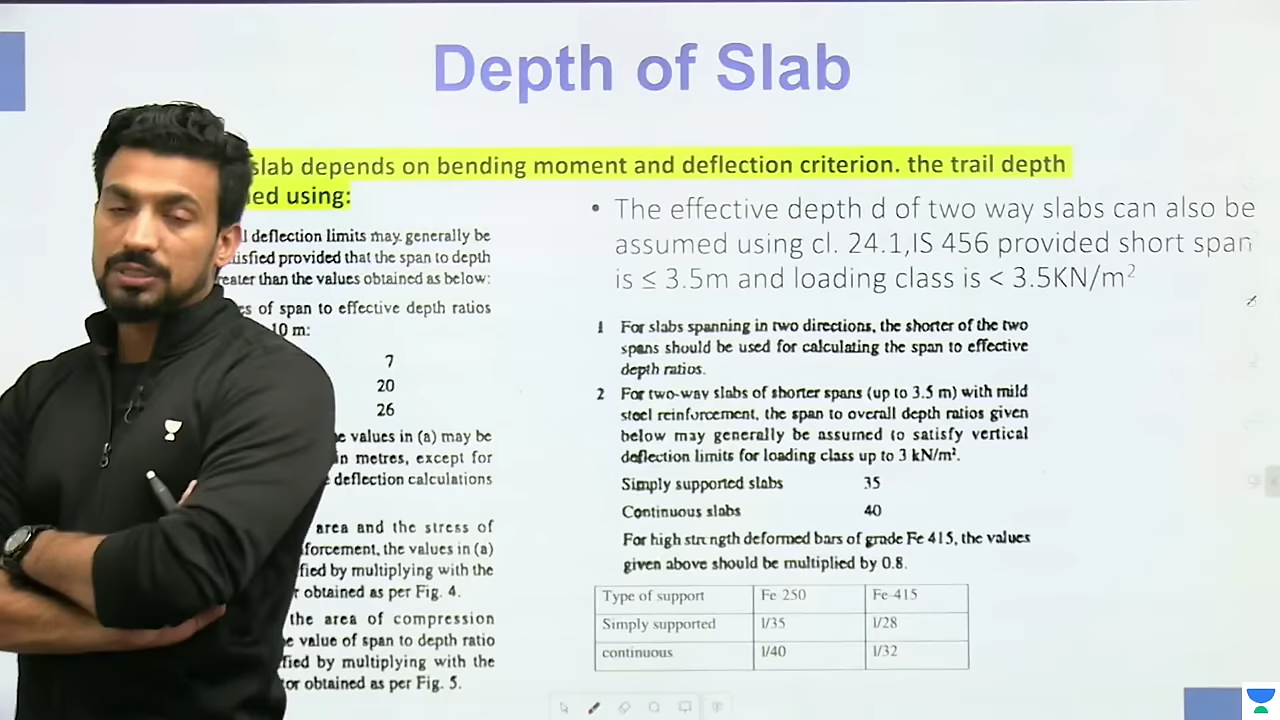 Depth of Slab
slab depends on bending moment and deflection criterion. the trail depth
using:
deflection limits may generally be
provided that the span to depth
than the values obtained as below:
of span to effective depth ratios
10 m:
7
20
26
values in (a) may be
in metres, except for
deflection calculations
area and the stress of
the values in (a)
by multiplying with the
obtained as per Fig. 4.
the area of compression
value of span to depth ratio
by multiplying with the
obtained as per Fig. 5.
• The effective depth d of two way slabs can also be
assumed using cl. 24.1,IS 456 provided short span
is ≤ 3.5m and loading class is < 3.5KN/m²
1 For slabs spanning in two directions, the shorter of the two
spans should be used for calculating the span to effective
depth ratios.
2 For two-way slabs of shorter spans (up to 3.5 m) with mild
steel reinforcement, the span to overall depth ratios given
below may generally be assumed to satisfy vertical
deflection limits for loading class up to 3 kN/m².
Simply supported slabs 35
Continuous slabs 40
For high strength deformed bars of grade Fe 415, the values
given above should be multiplied by 0.8.
Type of support Fe 250 Fe 415
Simply supported 1/35 1/28
continuous 1/40 1/32